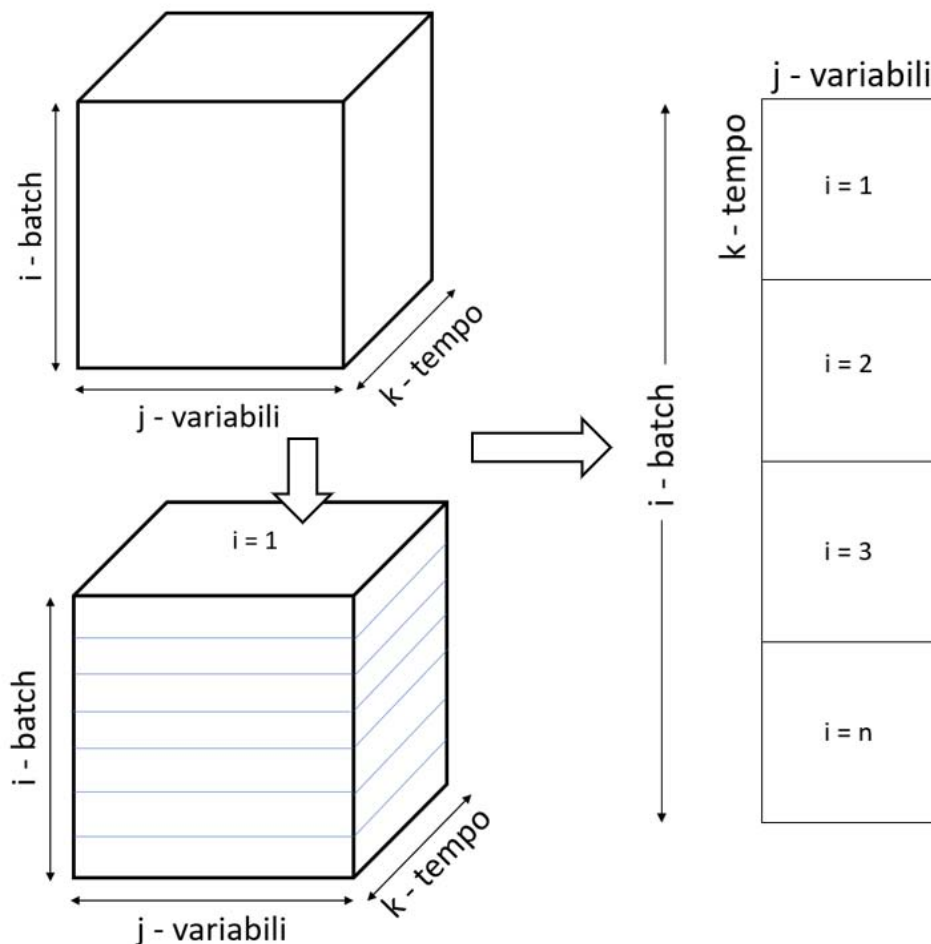 i - batch
j - variabili
k - tempo
i = 1
i - batch
j - variabili
k - tempo
j - variabili
k - tempo
i - batch
i = 1
i = 2
i = 3
i = n